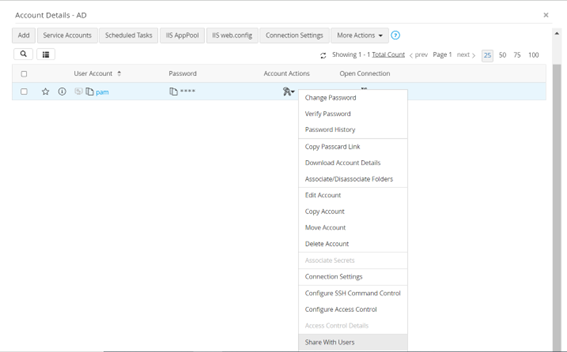 Account Details - AD
Add Service Accounts Scheduled Tasks IIS AppPool IIS web.config Connection Settings More Actions
Showing 1 - 1 Total Count prev Page 1 next 25 50 75 100
User Account Password Account Actions Open Connection
pam ****
Change Password
Verify Password
Password History
Copy Passcard Link
Download Account Details
Associate/Disassociate Folders
Edit Account
Copy Account
Move Account
Delete Account
Associate Secrets
Connection Settings
Configure SSH Command Control
Configure Access Control
Access Control Details
Share With Users